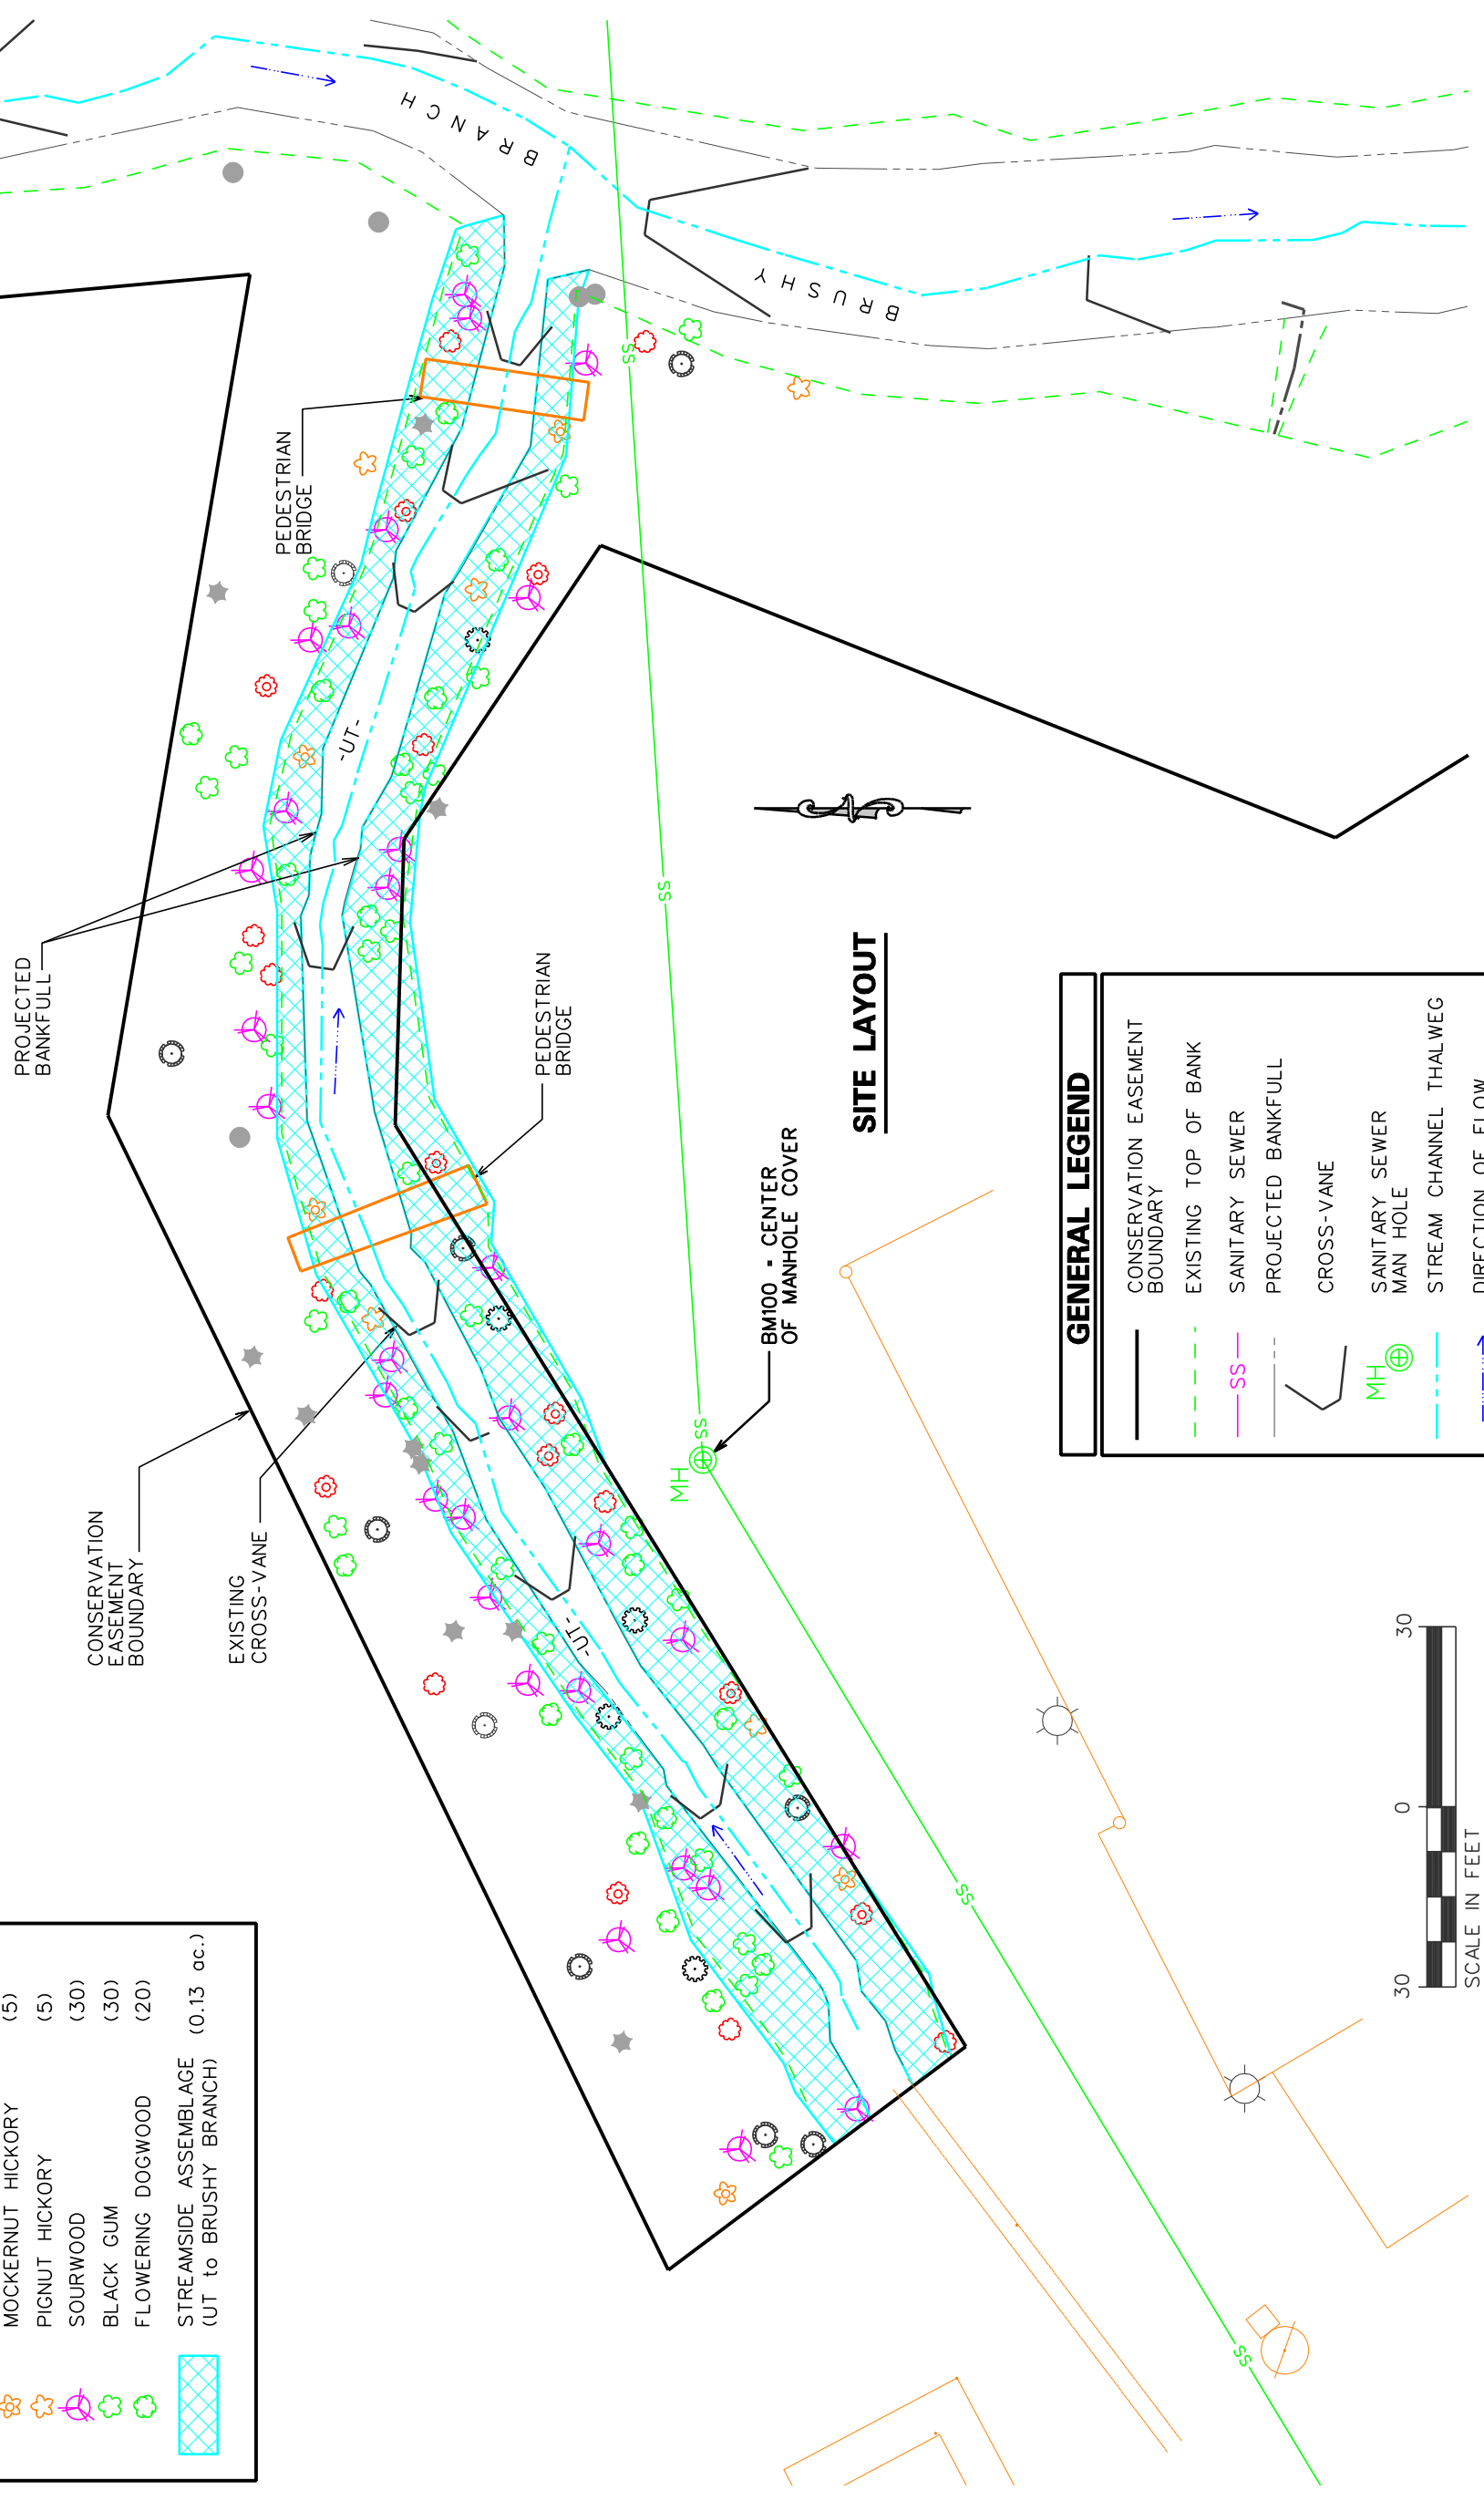 BRUSHY
BRANCH
PEDESTRIAN
BRIDGE
-UT-
PROJECTED
BANKFULL
PEDESTRIAN
BRIDGE
CONSERVATION
EASEMENT
BOUNDARY
EXISTING
CROSS-VANE
-UT-
SS
SS
SS
SS
SS
MH
BM100 - CENTER
OF MANHOLE COVER
SITE LAYOUT
MOCKERNUT HICKORY (5)
PIGNUT HICKORY (5)
SOURWOOD (30)
BLACK GUM (30)
FLOWERING DOGWOOD (20)
STREAMSIDE ASSEMBLAGE (0.13 ac.)
(UT to BRUSHY BRANCH)
GENERAL LEGEND
CONSERVATION EASEMENT
BOUNDARY
EXISTING TOP OF BANK
SS SANITARY SEWER
PROJECTED BANKFULL
CROSS-VANE
MH SANITARY SEWER
MAN HOLE
STREAM CHANNEL THALWEG
DIRECTION OF FLOW
30 0 30
SCALE IN FEET